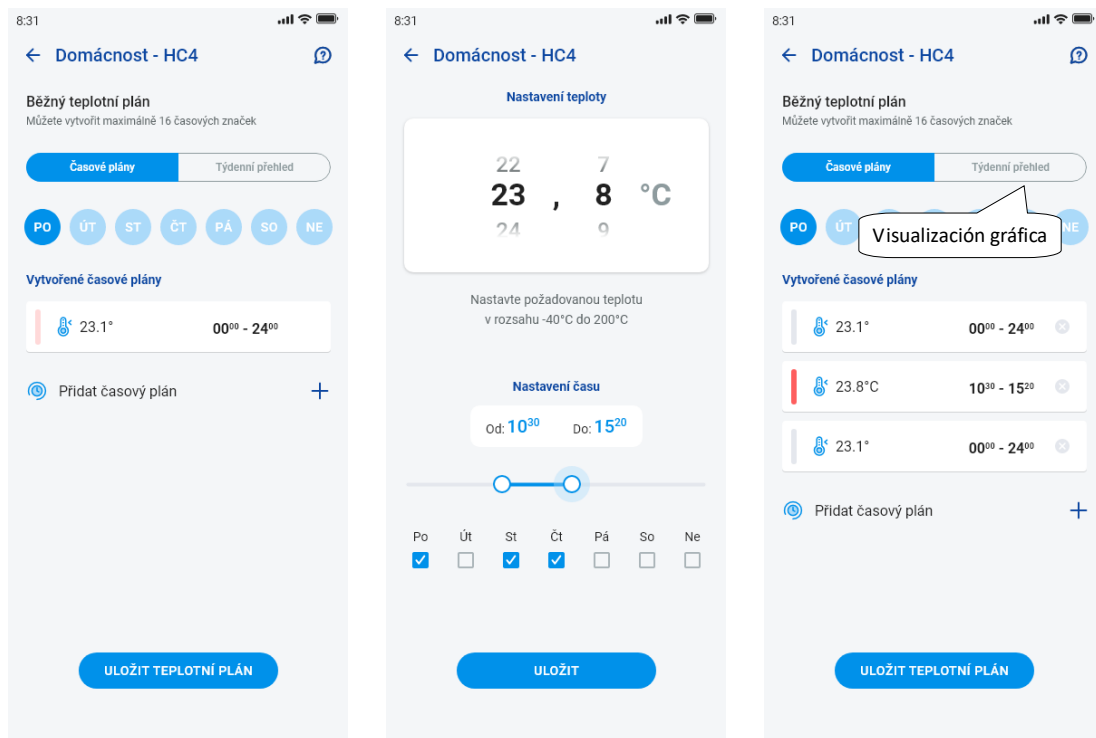 8:31
Domácnost - HC4
Běžný teplotní plán
Můžete vytvořit maximálně 16 časových značek
Časové plány
Týdenní přehled
PO ÚT ST ČT PÁ SO NE
Vytvořené časové plány
23.1° 00⁰⁰ - 24⁰⁰
Přidat časový plán
ULOŽIT TEPLOTNÍ PLÁN
8:31
Domácnost - HC4
Nastavení teploty
22 7
23 , 8 °C
24 9
Nastavte požadovanou teplotu
v rozsahu -40°C do 200°C
Nastavení času
Od: 10³⁰ Do: 15²⁰
Po Út St Čt Pá So Ne
ULOŽIT
8:31
Domácnost - HC4
Běžný teplotní plán
Můžete vytvořit maximálně 16 časových značek
Časové plány
Týdenní přehled
PO ÚT NE
Visualización gráfica
Vytvořené časové plány
23.1° 00⁰⁰ - 24⁰⁰
23.8°C 10³⁰ - 15²⁰
23.1° 00⁰⁰ - 24⁰⁰
Přidat časový plán
ULOŽIT TEPLOTNÍ PLÁN